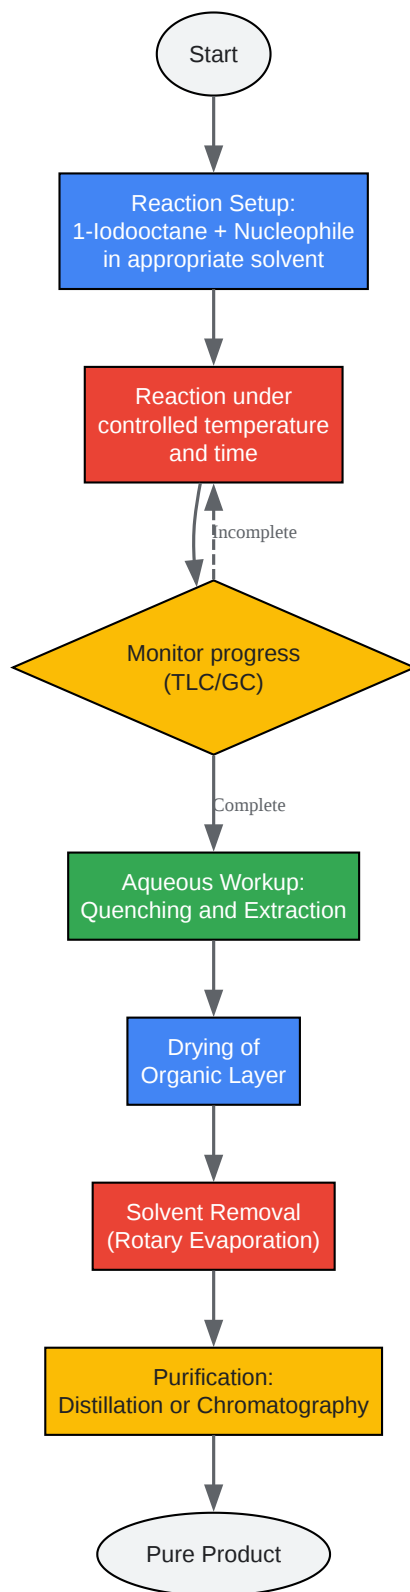 Start
Reaction Setup:
1-Iodooctane + Nucleophile
in appropriate solvent
Reaction under
controlled temperature
and time
Incomplete
Monitor progress
(TLC/GC)
Complete
Aqueous Workup:
Quenching and Extraction
Drying of
Organic Layer
Solvent Removal
(Rotary Evaporation)
Purification:
Distillation or Chromatography
Pure Product